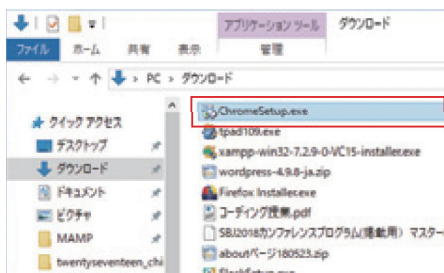 アプリケーション ツール ダウンロード
ファイル ホーム 共有 表示 管理
PC › ダウンロード
クイック アクセス
デスクトップ
ダウンロード
ドキュメント
ピクチャ
MAMP
twentyseventeen_chi
ChromeSetup.exe
tpad109.exe
xampp-win32-7.2.9-0-VC15-installer.exe
wordpress-4.9.8-ja.zip
Firefox Installer.exe
コーディング授業.pdf
SBJ2018カンファレンスプログラム(掲載用）マスター
aboutページ180523.zip
SlackSetup.exe